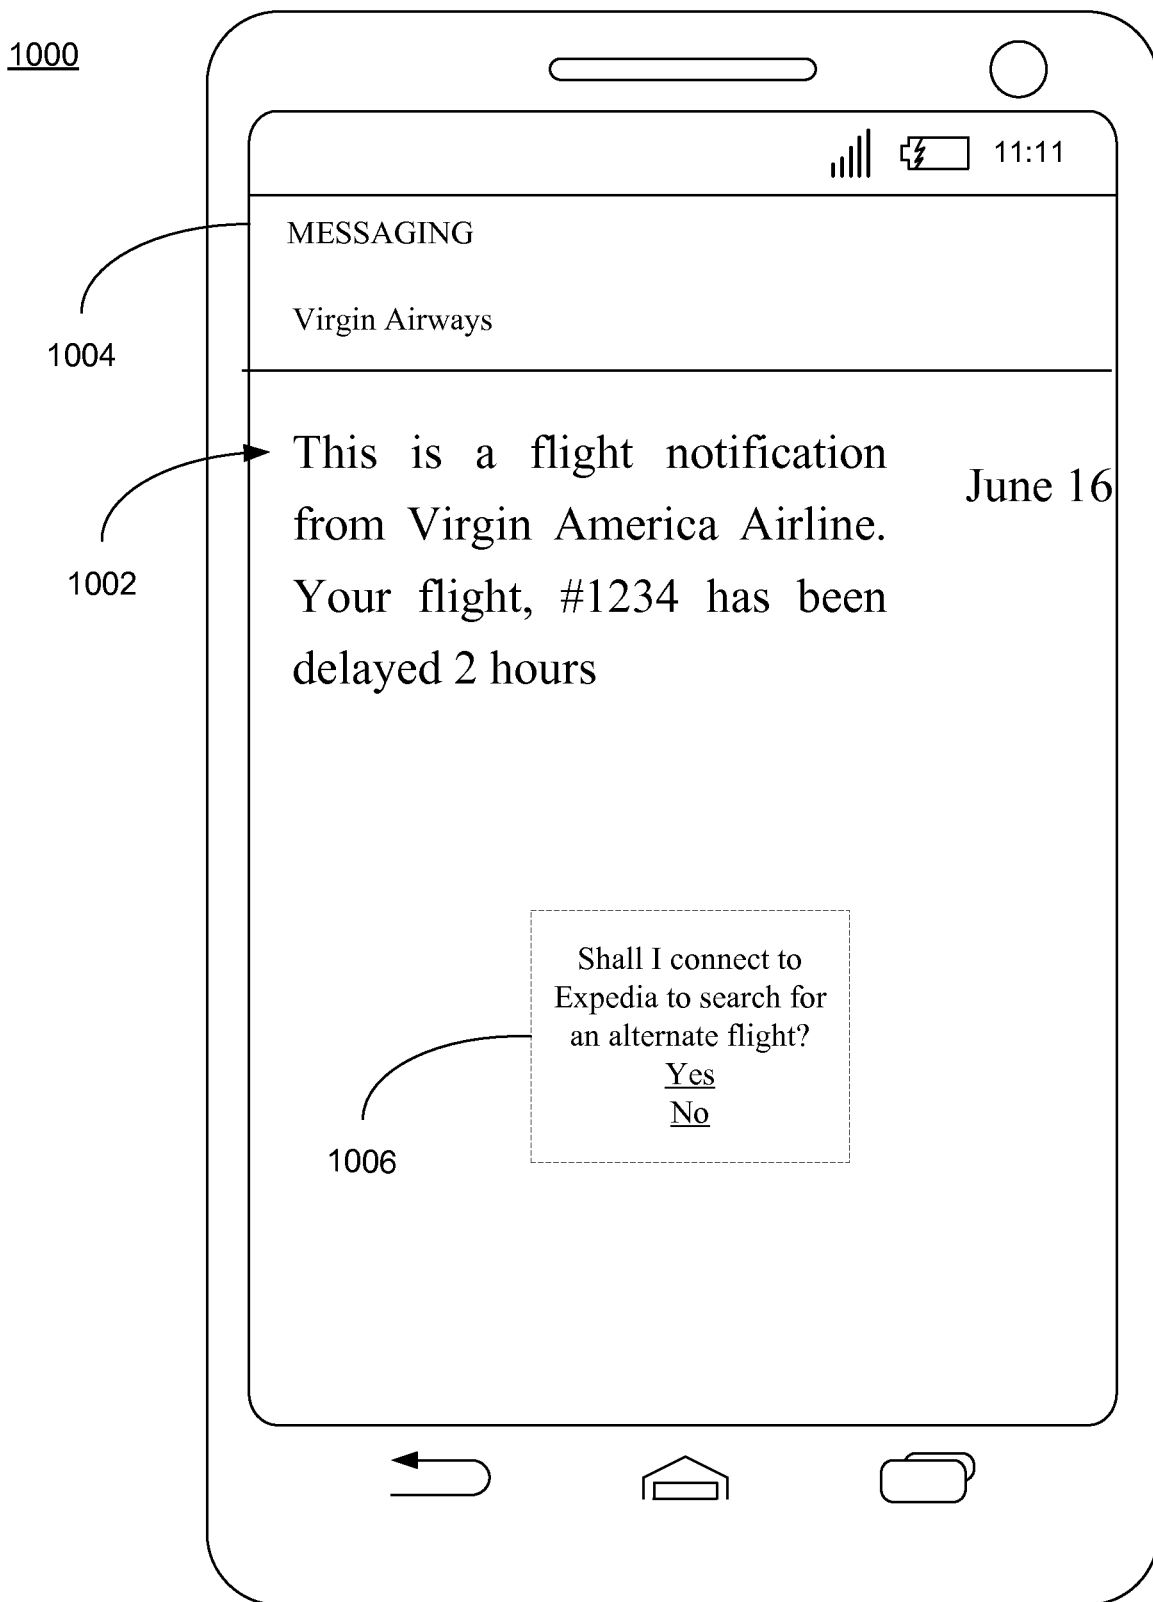 1000
11:11
MESSAGING
Virgin Airways
1004
This is a flight notification
from Virgin America Airline.
Your flight, #1234 has been
delayed 2 hours
June 16
1002
Shall I connect to
Expedia to search for
an alternate flight?
Yes
No
1006